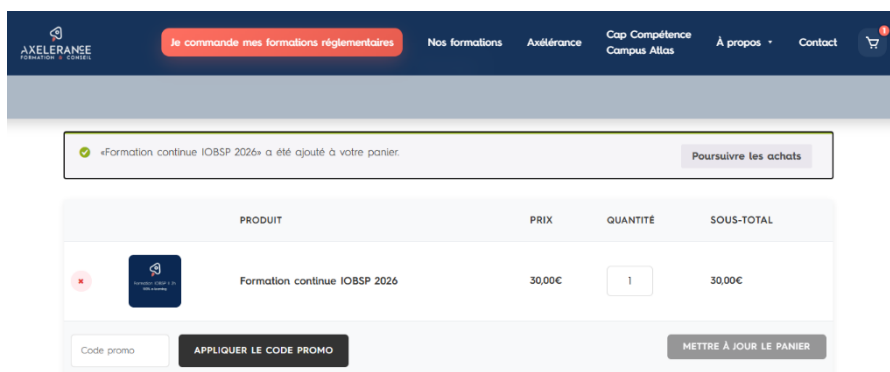 AXELERANCE
FORMATION & CONSEIL
Je commande mes formations réglementaires
Nos formations
Axélérance
Cap Compétence
Campus Atlas
À propos
Contact
1
«Formation continue IOBSP 2026» a été ajouté à votre panier.
Poursuivre les achats
PRODUIT
PRIX
QUANTITÉ
SOUS-TOTAL
Formation continue IOBSP 2026
30,00€
1
30,00€
Code promo
APPLIQUER LE CODE PROMO
METTRE À JOUR LE PANIER